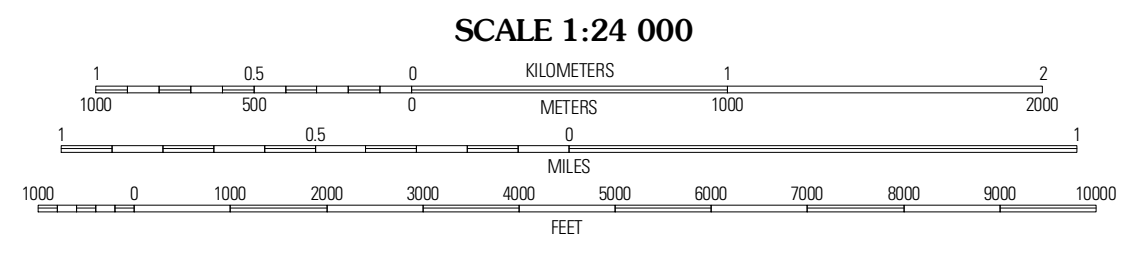 SCALE 1:24 000
1 0.5 0 KILOMETERS 1 2
1000 500 0 METERS 1000 2000
1 0.5 0 1
MILES
1000 0 1000 2000 3000 4000 5000 6000 7000 8000 9000 10000
FEET